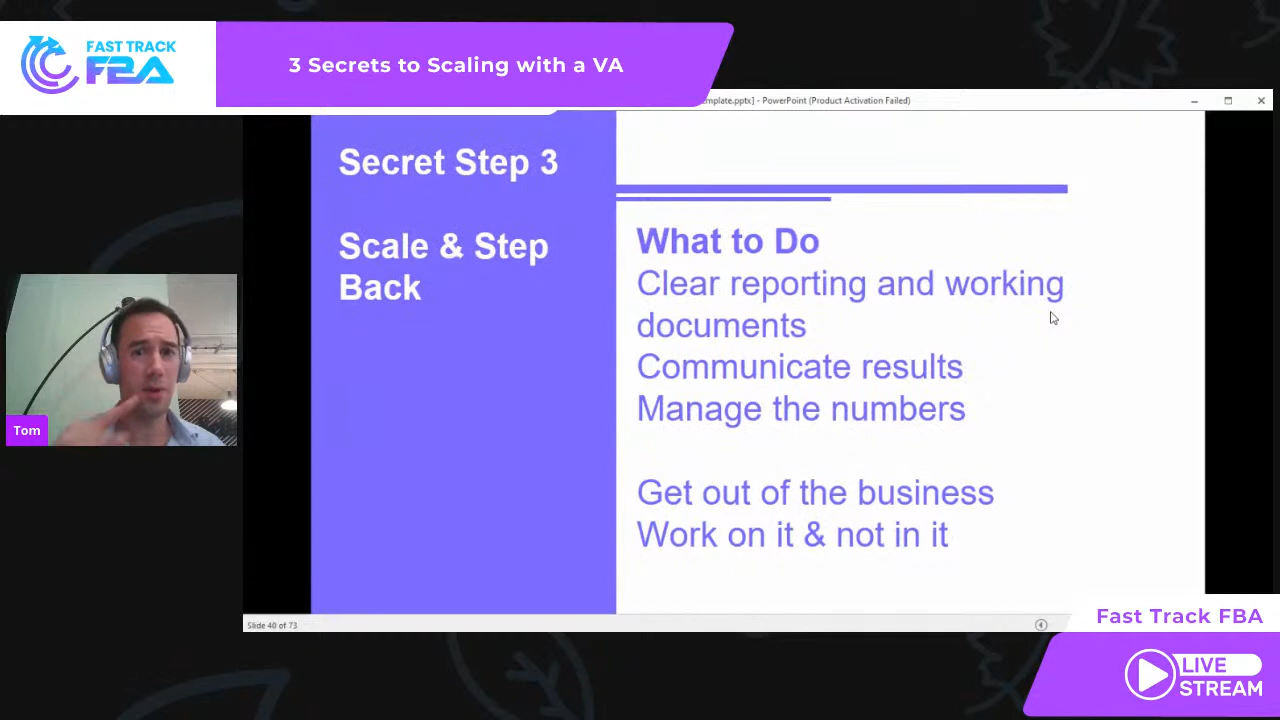 FAST TRACK
FBA
3 Secrets to Scaling with a VA
mplate.pptx] - PowerPoint (Product Activation Failed)
Secret Step 3
Scale & Step
Back
What to Do
Clear reporting and working
documents
Communicate results
Manage the numbers
Get out of the business
Work on it & not in it
Tom
Slide 40 of 73
Fast Track FBA
LIVE
STREAM